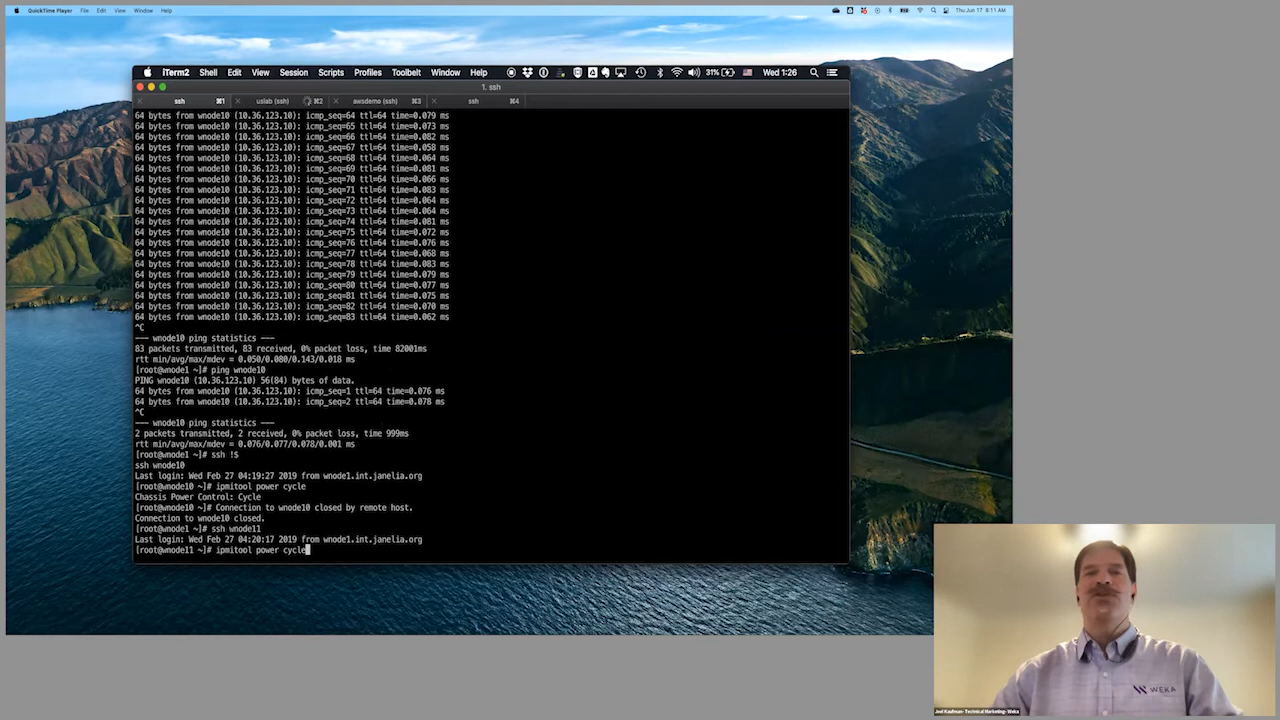 QuickTime Player File Edit View Window Help
Thu Jun 17 8:11 AM
iTerm2 Shell Edit View Session Scripts Profiles Toolbelt Window Help
31% Wed 1:26
1. ssh
ssh ⌘1 uslab (ssh) ⌘2 awsdemo (ssh) ⌘3 ssh ⌘4
64 bytes from wnode10 (10.36.123.10): icmp_seq=64 ttl=64 time=0.079 ms
64 bytes from wnode10 (10.36.123.10): icmp_seq=65 ttl=64 time=0.073 ms
64 bytes from wnode10 (10.36.123.10): icmp_seq=66 ttl=64 time=0.082 ms
64 bytes from wnode10 (10.36.123.10): icmp_seq=67 ttl=64 time=0.058 ms
64 bytes from wnode10 (10.36.123.10): icmp_seq=68 ttl=64 time=0.064 ms
64 bytes from wnode10 (10.36.123.10): icmp_seq=69 ttl=64 time=0.081 ms
64 bytes from wnode10 (10.36.123.10): icmp_seq=70 ttl=64 time=0.066 ms
64 bytes from wnode10 (10.36.123.10): icmp_seq=71 ttl=64 time=0.083 ms
64 bytes from wnode10 (10.36.123.10): icmp_seq=72 ttl=64 time=0.064 ms
64 bytes from wnode10 (10.36.123.10): icmp_seq=73 ttl=64 time=0.064 ms
64 bytes from wnode10 (10.36.123.10): icmp_seq=74 ttl=64 time=0.081 ms
64 bytes from wnode10 (10.36.123.10): icmp_seq=75 ttl=64 time=0.072 ms
64 bytes from wnode10 (10.36.123.10): icmp_seq=76 ttl=64 time=0.076 ms
64 bytes from wnode10 (10.36.123.10): icmp_seq=77 ttl=64 time=0.068 ms
64 bytes from wnode10 (10.36.123.10): icmp_seq=78 ttl=64 time=0.083 ms
64 bytes from wnode10 (10.36.123.10): icmp_seq=79 ttl=64 time=0.079 ms
64 bytes from wnode10 (10.36.123.10): icmp_seq=80 ttl=64 time=0.077 ms
64 bytes from wnode10 (10.36.123.10): icmp_seq=81 ttl=64 time=0.075 ms
64 bytes from wnode10 (10.36.123.10): icmp_seq=82 ttl=64 time=0.070 ms
64 bytes from wnode10 (10.36.123.10): icmp_seq=83 ttl=64 time=0.062 ms
^C
--- wnode10 ping statistics ---
83 packets transmitted, 83 received, 0% packet loss, time 82001ms
rtt min/avg/max/mdev = 0.050/0.080/0.143/0.018 ms
[root@wnode1 ~]# ping wnode10
PING wnode10 (10.36.123.10) 56(84) bytes of data.
64 bytes from wnode10 (10.36.123.10): icmp_seq=1 ttl=64 time=0.076 ms
64 bytes from wnode10 (10.36.123.10): icmp_seq=2 ttl=64 time=0.078 ms
^C
--- wnode10 ping statistics ---
2 packets transmitted, 2 received, 0% packet loss, time 999ms
rtt min/avg/max/mdev = 0.076/0.077/0.078/0.001 ms
[root@wnode1 ~]# ssh !$
ssh wnode10
Last login: Wed Feb 27 04:19:27 2019 from wnode1.int.janelia.org
[root@wnode10 ~]# ipmitool power cycle
Chassis Power Control: Cycle
[root@wnode10 ~]# Connection to wnode10 closed by remote host.
Connection to wnode10 closed.
[root@wnode1 ~]# ssh wnode11
Last login: Wed Feb 27 04:20:17 2019 from wnode1.int.janelia.org
[root@wnode11 ~]# ipmitool power cycle
WEKA
Joel Kaufman- Technical Marketing- Weka